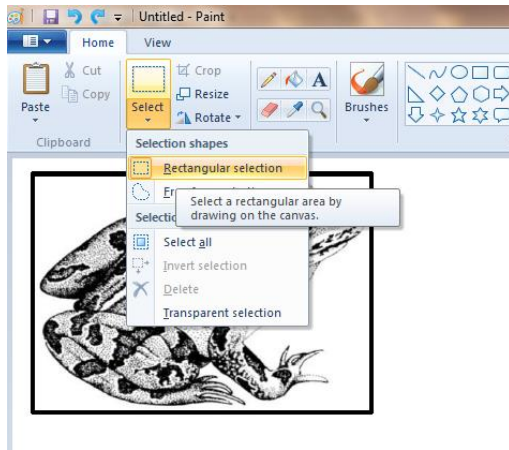 Untitled - Paint
Home View
Cut
Copy
Paste
Clipboard
Select
Crop
Resize
Rotate
A
Brushes
Selection shapes
Rectangular selection
Select a rectangular area by
drawing on the canvas.
Select all
Invert selection
Delete
Transparent selection